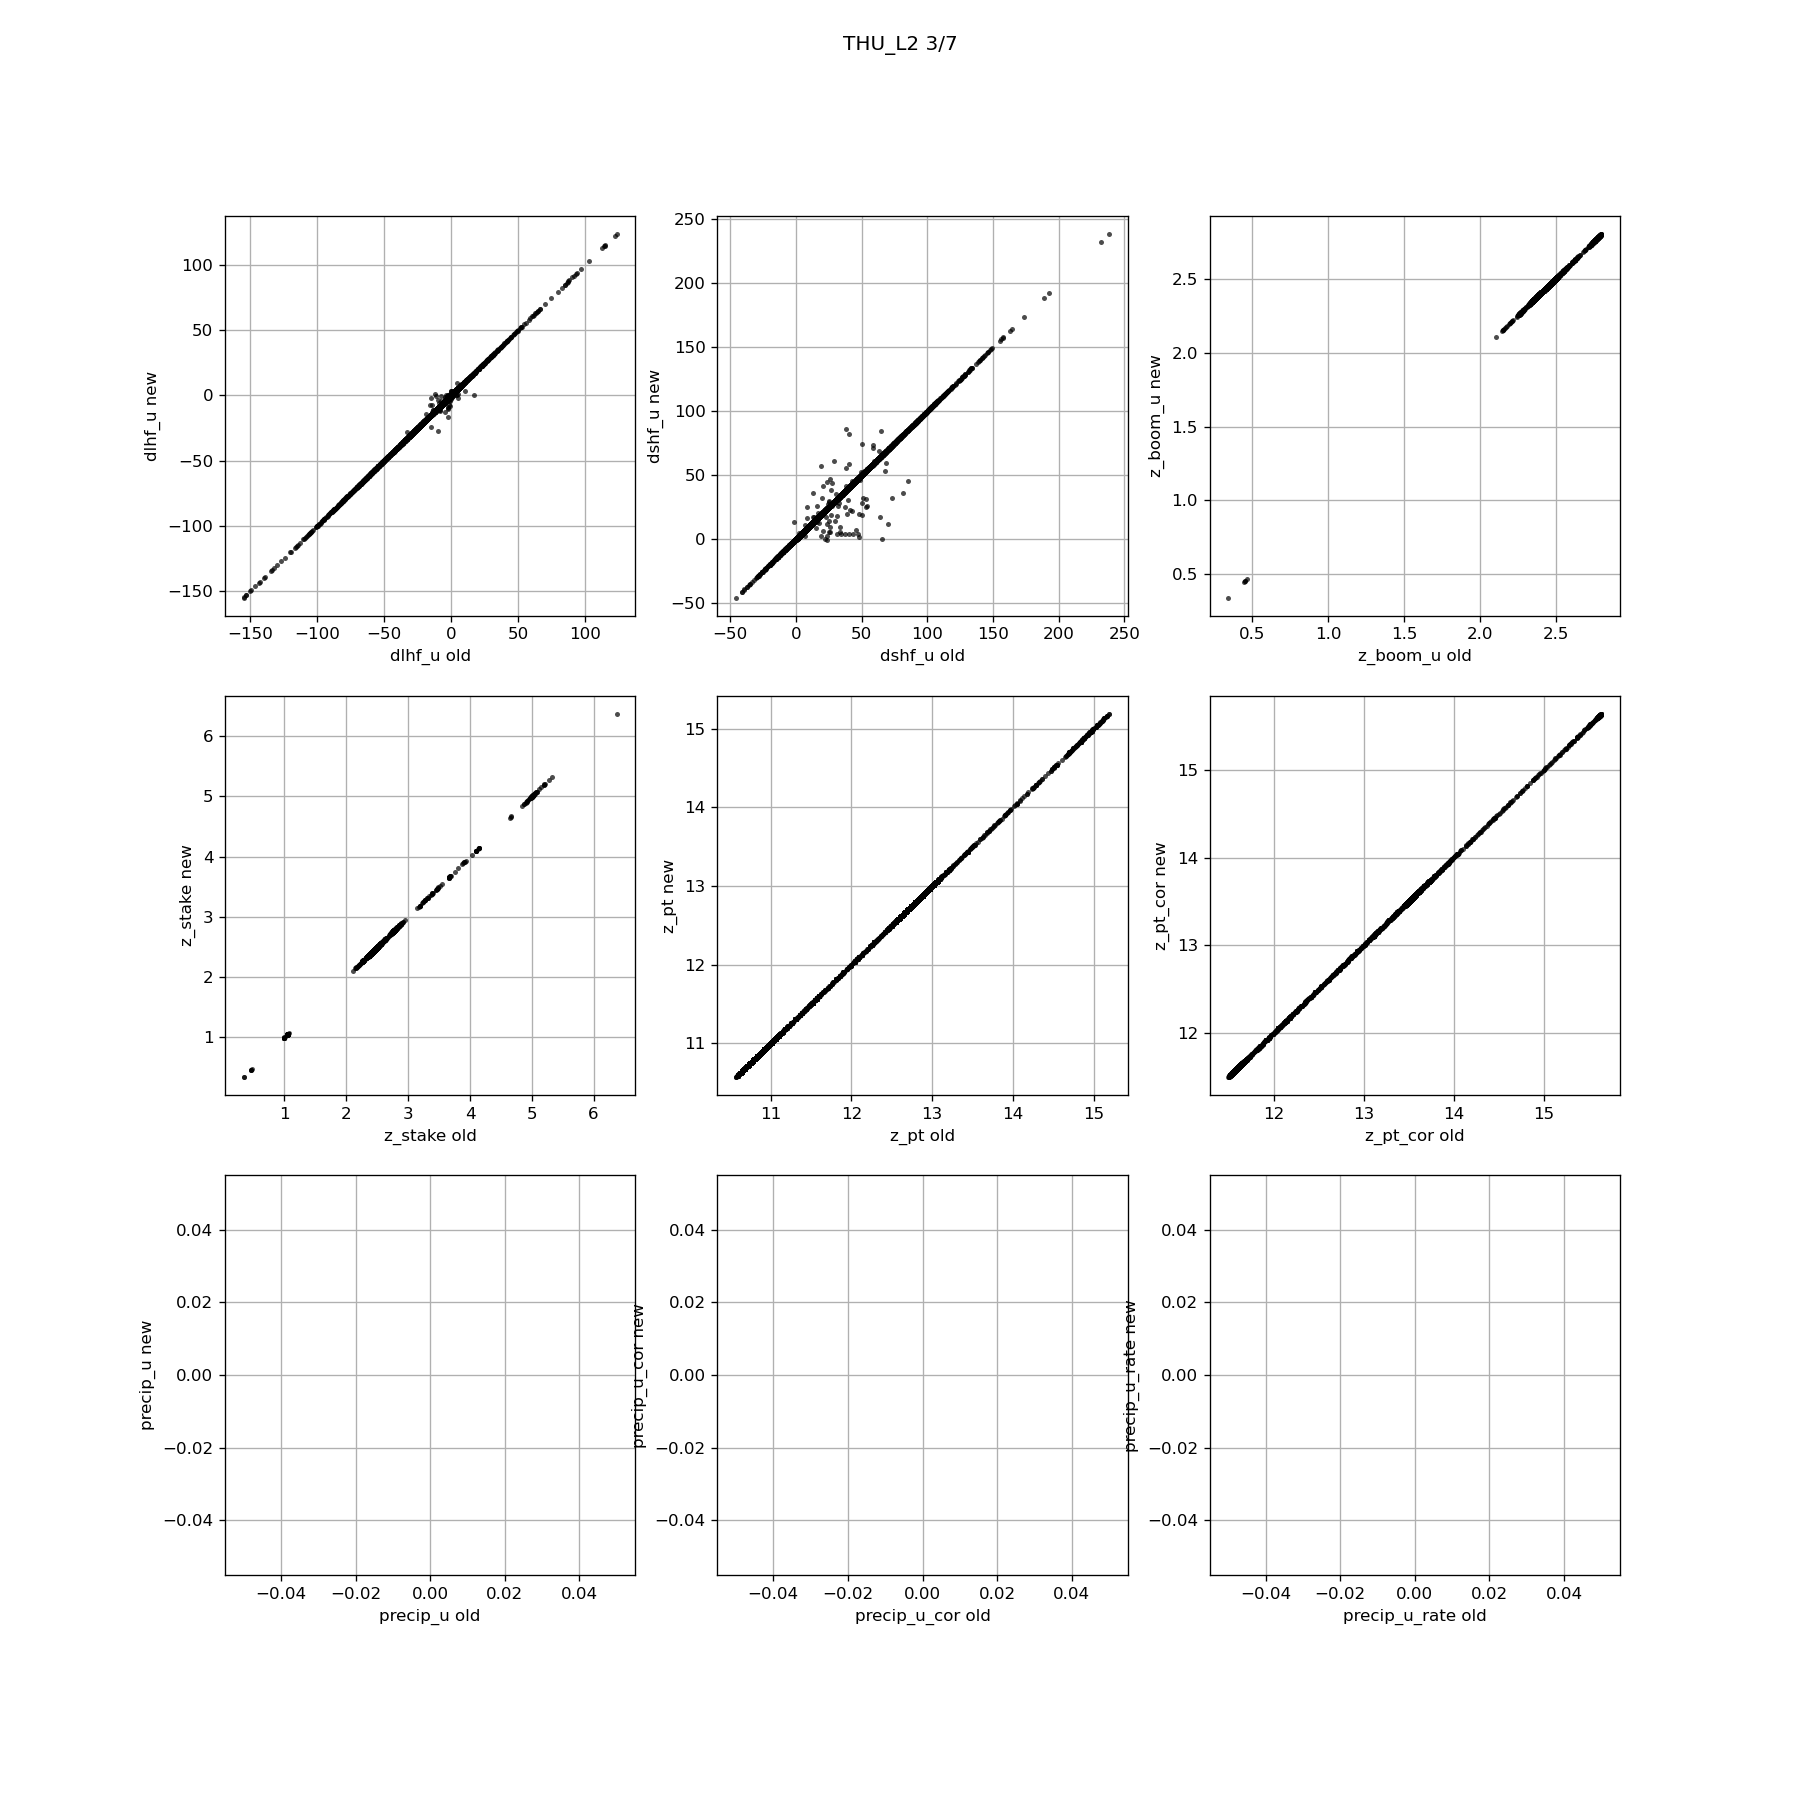 THU_L2 3/7
250
100
200
2.5
50
150
2.0
dlhf_u new
0
dshf_u new
100
z_boom_u new
1.5
−50
50
1.0
−100
0
−150
−50
0.5
−150 −100 −50 0 50 100
−50 0 50 100 150 200 250
0.5 1.0 1.5 2.0 2.5
dlhf_u old
dshf_u old
z_boom_u old
6
15
5
14
15
z_stake new
4
z_pt new
13
z_pt_cor new
14
3
2
12
13
1
11
12
1 2 3 4 5 6
11 12 13 14 15
12 13 14 15
z_stake old
z_pt old
z_pt_cor old
0.04
0.04
0.04
0.02
0.02
0.02
precip_u new
0.00
precip_u_cor new
0.00
precip_u_rate new
0.00
−0.02
−0.02
−0.02
−0.04
−0.04
−0.04
−0.04 −0.02 0.00 0.02 0.04
−0.04 −0.02 0.00 0.02 0.04
−0.04 −0.02 0.00 0.02 0.04
precip_u old
precip_u_cor old
precip_u_rate old